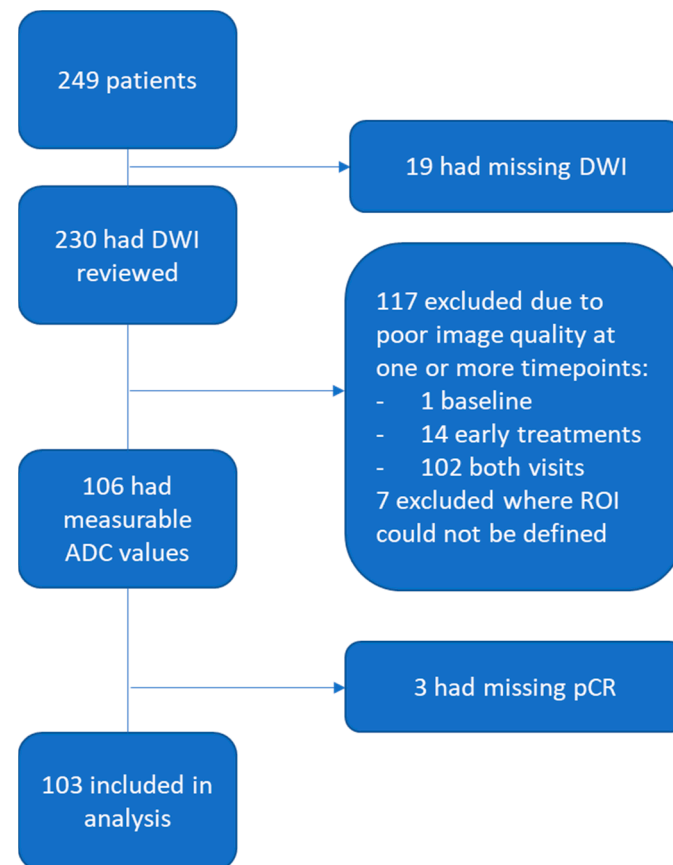 249 patients
19 had missing DWI
230 had DWI
reviewed
117 excluded due to
poor image quality at
one or more timepoints:
- 1 baseline
- 14 early treatments
- 102 both visits
7 excluded where ROI
could not be defined
106 had
measurable
ADC values
3 had missing pCR
103 included in
analysis